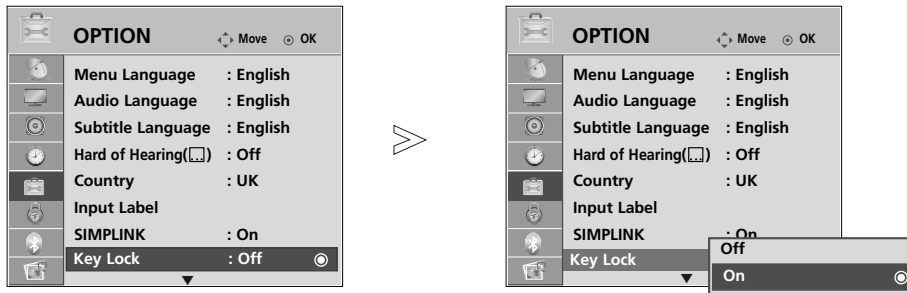 OPTION Move OK
Menu Language : English
Audio Language : English
Subtitle Language : English
Hard of Hearing( ) : Off
Country : UK
Input Label
SIMPLINK : On
Key Lock : Off
OPTION Move OK
Menu Language : English
Audio Language : English
Subtitle Language : English
Hard of Hearing( ) : Off
Country : UK
Input Label
SIMPLINK : On
Key Lock
Off
On